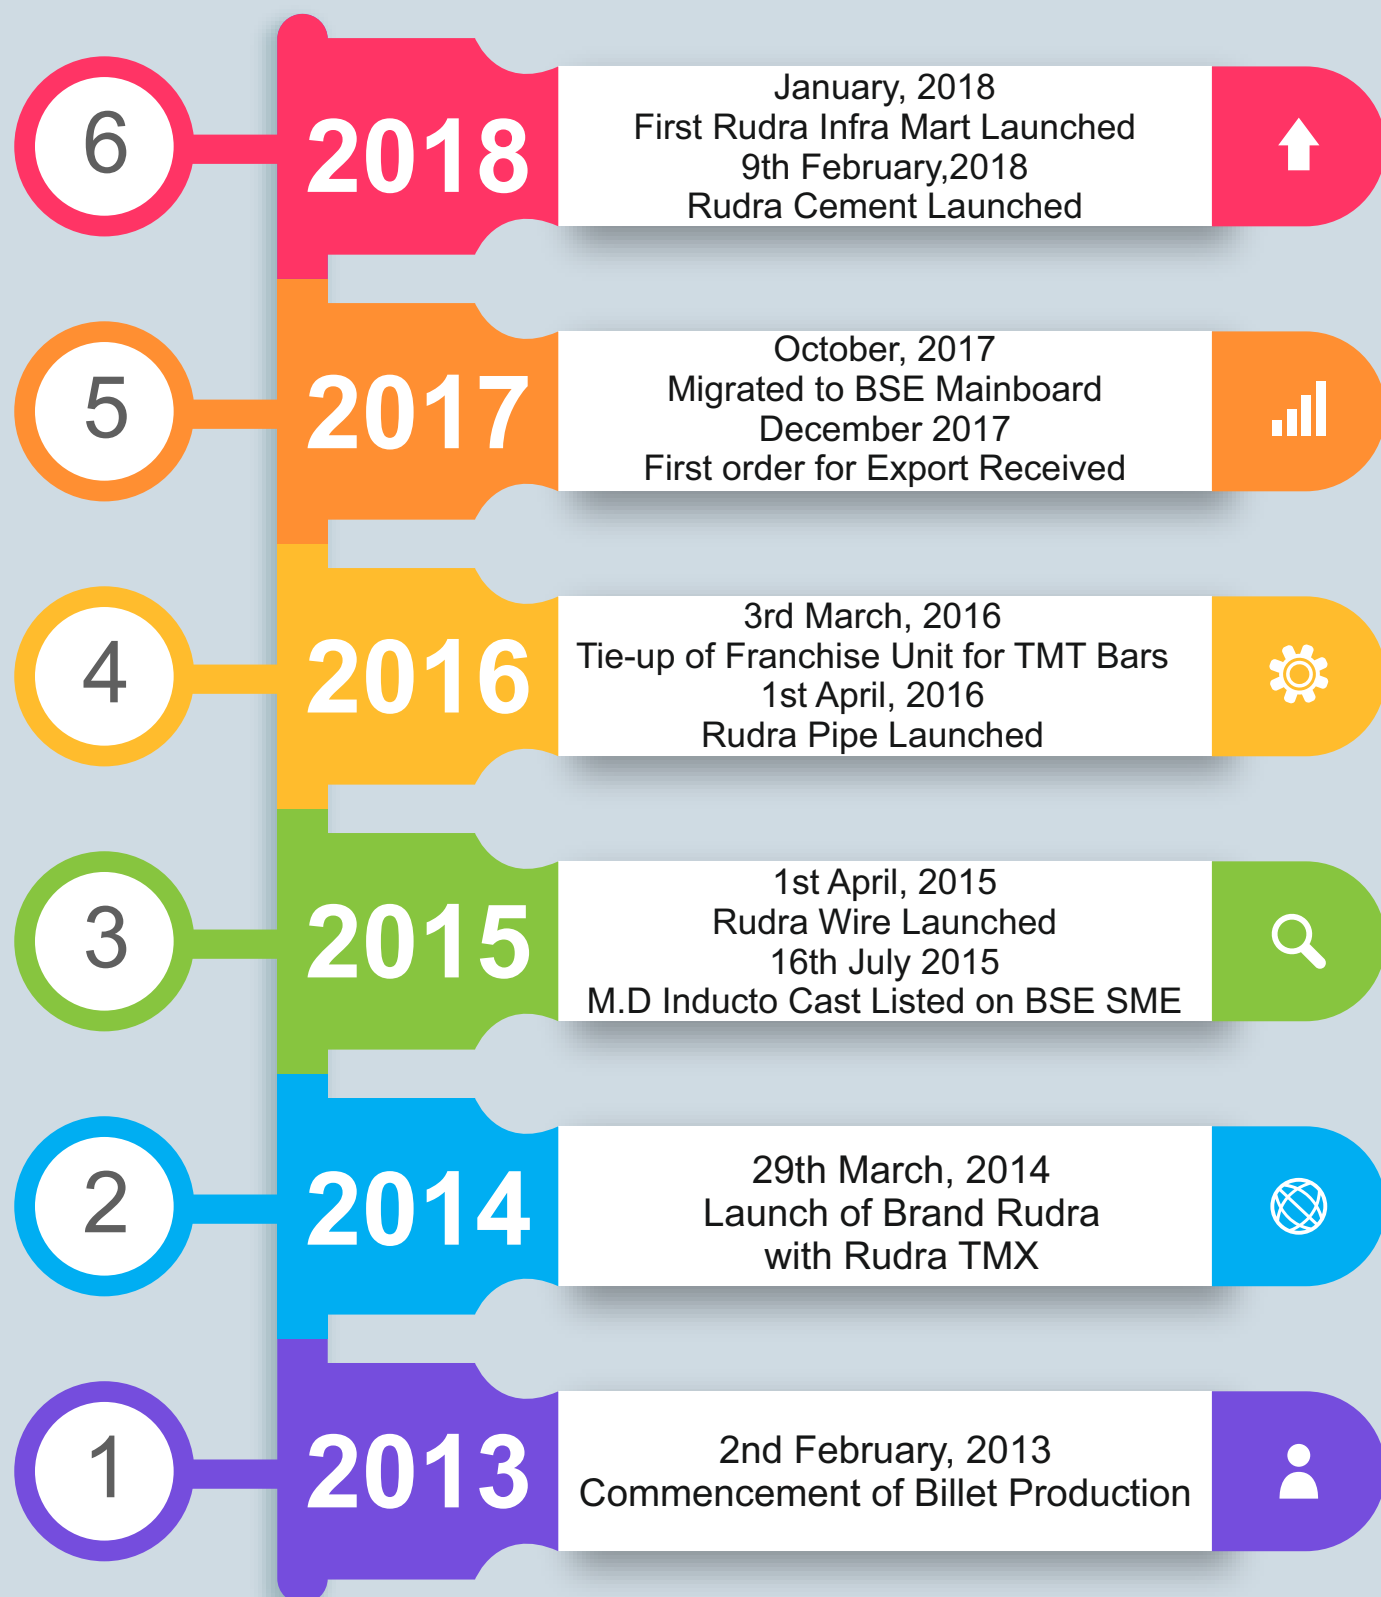 6
2018
January, 2018
First Rudra Infra Mart Launched
9th February,2018
Rudra Cement Launched
5
2017
October, 2017
Migrated to BSE Mainboard
December 2017
First order for Export Received
4
2016
3rd March, 2016
Tie-up of Franchise Unit for TMT Bars
1st April, 2016
Rudra Pipe Launched
3
2015
1st April, 2015
Rudra Wire Launched
16th July 2015
M.D Inducto Cast Listed on BSE SME
2
2014
29th March, 2014
Launch of Brand Rudra
with Rudra TMX
1
2013
2nd February, 2013
Commencement of Billet Production